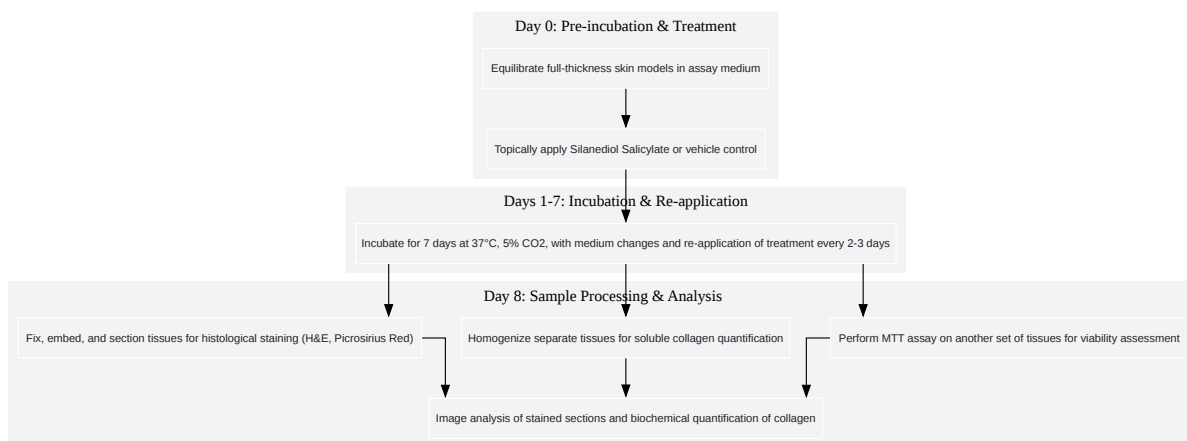 Day 0: Pre-incubation & Treatment
Equilibrate full-thickness skin models in assay medium
Topically apply Silanediol Salicylate or vehicle control
Days 1-7: Incubation & Re-application
Incubate for 7 days at 37°C, 5% CO2, with medium changes and re-application of treatment every 2-3 days
Day 8: Sample Processing & Analysis
Fix, embed, and section tissues for histological staining (H&E, Picrosirius Red)
Homogenize separate tissues for soluble collagen quantification
Perform MTT assay on another set of tissues for viability assessment
Image analysis of stained sections and biochemical quantification of collagen